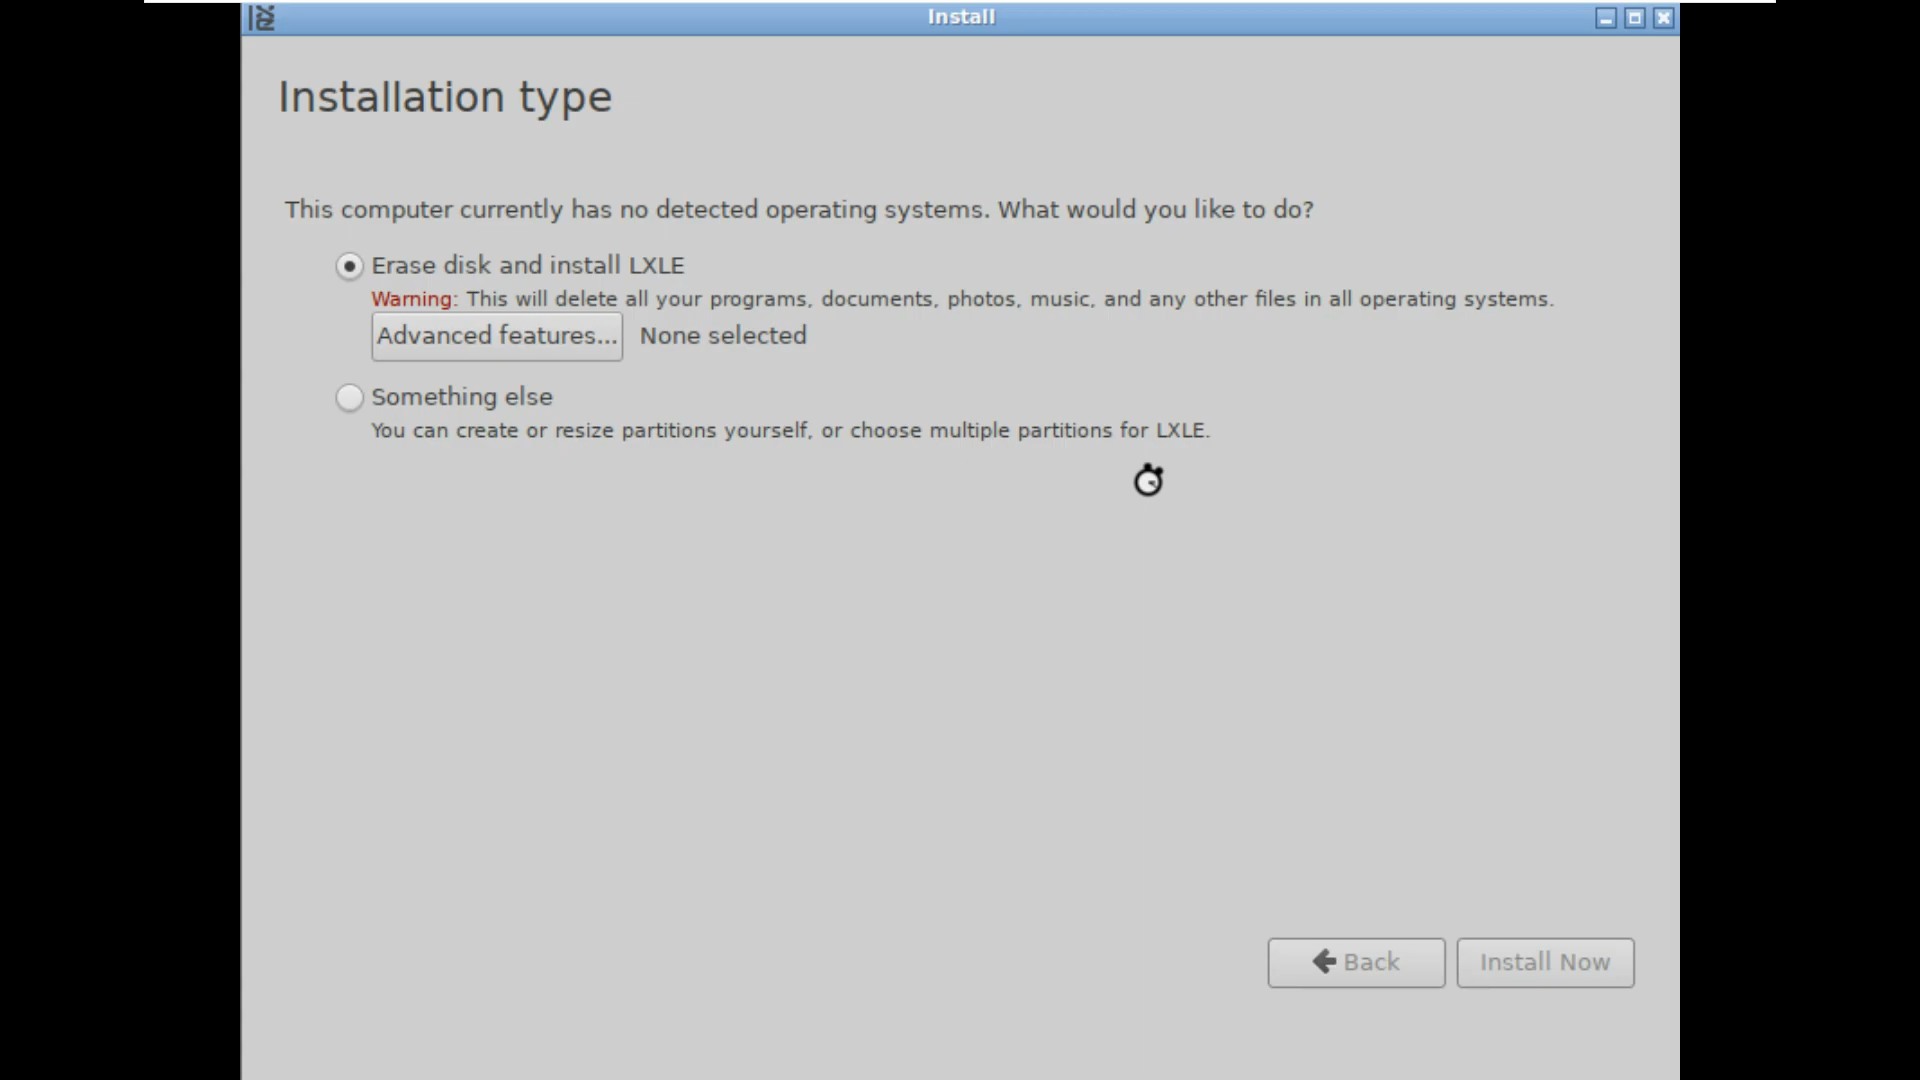 Install
Installation type
This computer currently has no detected operating systems. What would you like to do?
Erase disk and install LXLE
Warning: This will delete all your programs, documents, photos, music, and any other files in all operating systems.
Advanced features... None selected
Something else
You can create or resize partitions yourself, or choose multiple partitions for LXLE.
Back Install Now